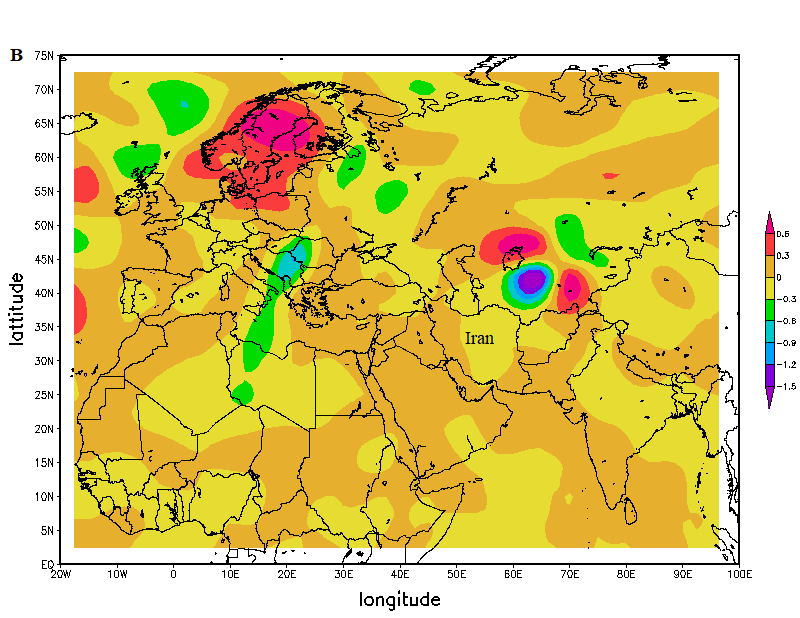 B
75N
70N
65N
60N
55N
50N
45N
40N
35N
30N
25N
20N
15N
10N
5N
EQ
lattitude
Iran
20W 10W 0 10E 20E 30E 40E 50E 60E 70E 80E 90E 100E
longitude
0.6
0.3
0
-0.3
-0.6
-0.9
-1.2
-1.5